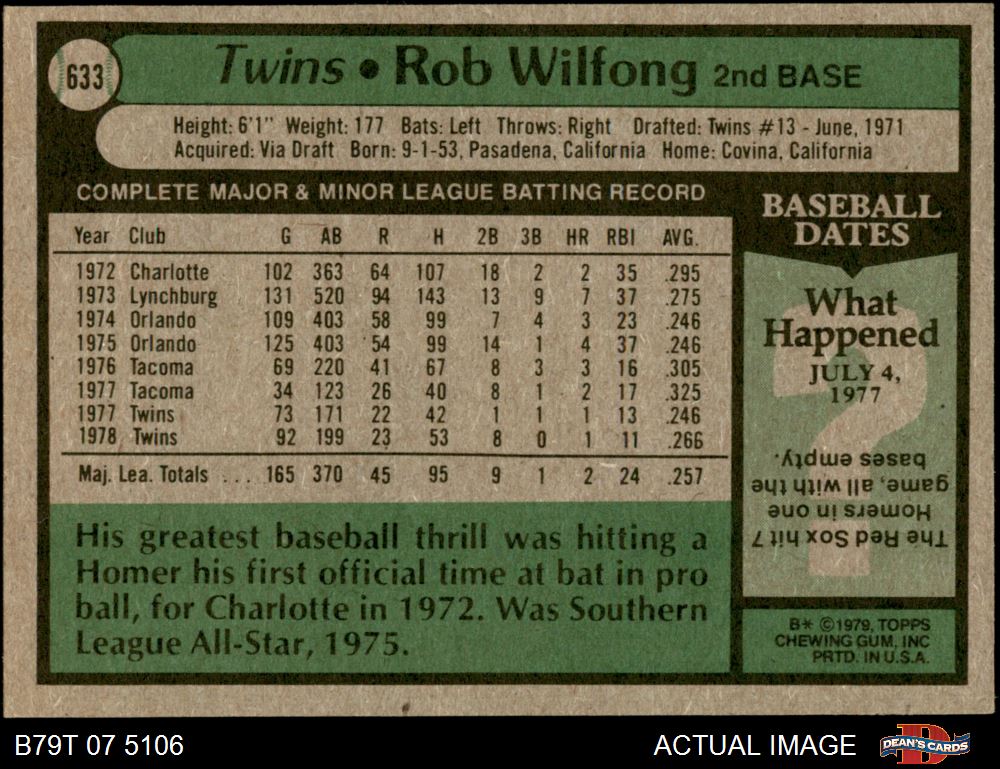 633
Twins • Rob Wilfong 2nd BASE
Height: 6'1" Weight: 177 Bats: Left Throws: Right Drafted: Twins #13 - June, 1971
Acquired: Via Draft Born: 9-1-53, Pasadena, California Home: Covina, California
COMPLETE MAJOR & MINOR LEAGUE BATTING RECORD
Year Club G AB R H 2B 3B HR RBI AVG.
1972 Charlotte 102 363 64 107 18 2 2 35 .295
1973 Lynchburg 131 520 94 143 13 9 7 37 .275
1974 Orlando 109 403 58 99 7 4 3 23 .246
1975 Orlando 125 403 54 99 14 1 4 37 .246
1976 Tacoma 69 220 41 67 8 3 3 16 .305
1977 Tacoma 34 123 26 40 8 1 2 17 .325
1977 Twins 73 171 22 42 1 1 1 13 .246
1978 Twins 92 199 23 53 8 0 1 11 .266
Maj. Lea. Totals ... 165 370 45 95 9 1 2 24 .257
His greatest baseball thrill was hitting a
Homer his first official time at bat in pro
ball, for Charlotte in 1972. Was Southern
League All-Star, 1975.
BASEBALL
DATES
What
Happened
JULY 4,
1977
?
The Red Sox hit 7
Homers in one
game, all with the
bases empty.
B* ©1979, TOPPS
CHEWING GUM, INC
PRTD. IN U.S.A.
B79T 07 5106
ACTUAL IMAGE
DEAN'S CARDS